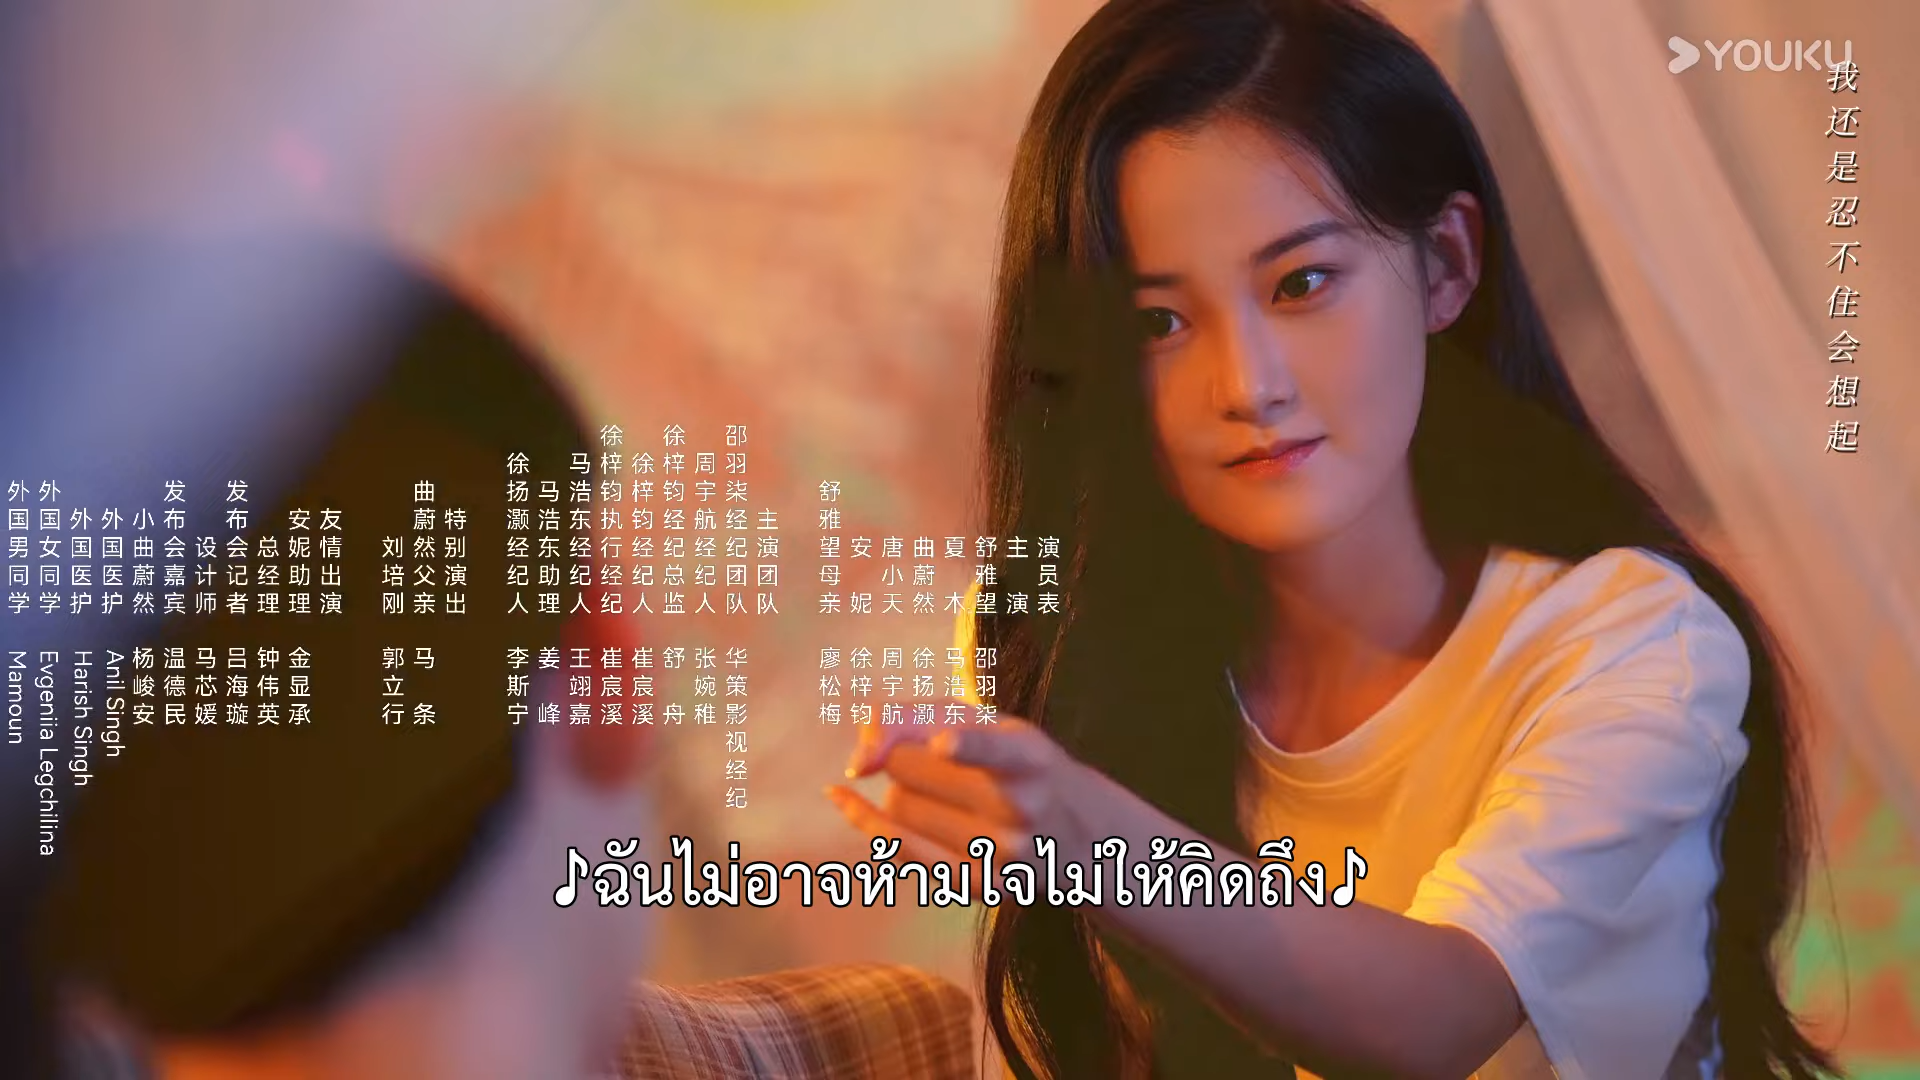 YOUKU
我还是忍不住会想起
演员表
主演
舒雅望 邵羽柒
夏木 马浩东
曲蔚然 徐扬灏
唐小天 周宇航
安妮 徐梓钧
舒雅望母亲 廖松梅
主演团队
邵羽柒经纪团队 华策影视经纪
周宇航经纪人 张婉稚
徐梓钧经纪总监 舒舟
徐梓钧经纪人 崔宸溪
徐梓钧执行经纪 崔宸溪
马浩东经纪人 王翊嘉
马浩东助理 姜峰
徐扬灏经纪人 李斯宁
特别演出
曲蔚然父亲 马条
刘培刚 郭立行
友情出演
安妮助理 金显承
总经理 钟伟英
发布会记者 吕海璇
设计师 马芯媛
发布会嘉宾 温德民
小曲蔚然 杨峻安
外国医护 Anil Singh
外国医护 Harish Singh
外国女同学 Evgeniia Legchilina
外国男同学 Mamoun
♪ฉันไม่อาจห้ามใจไม่ให้คิดถึง♪